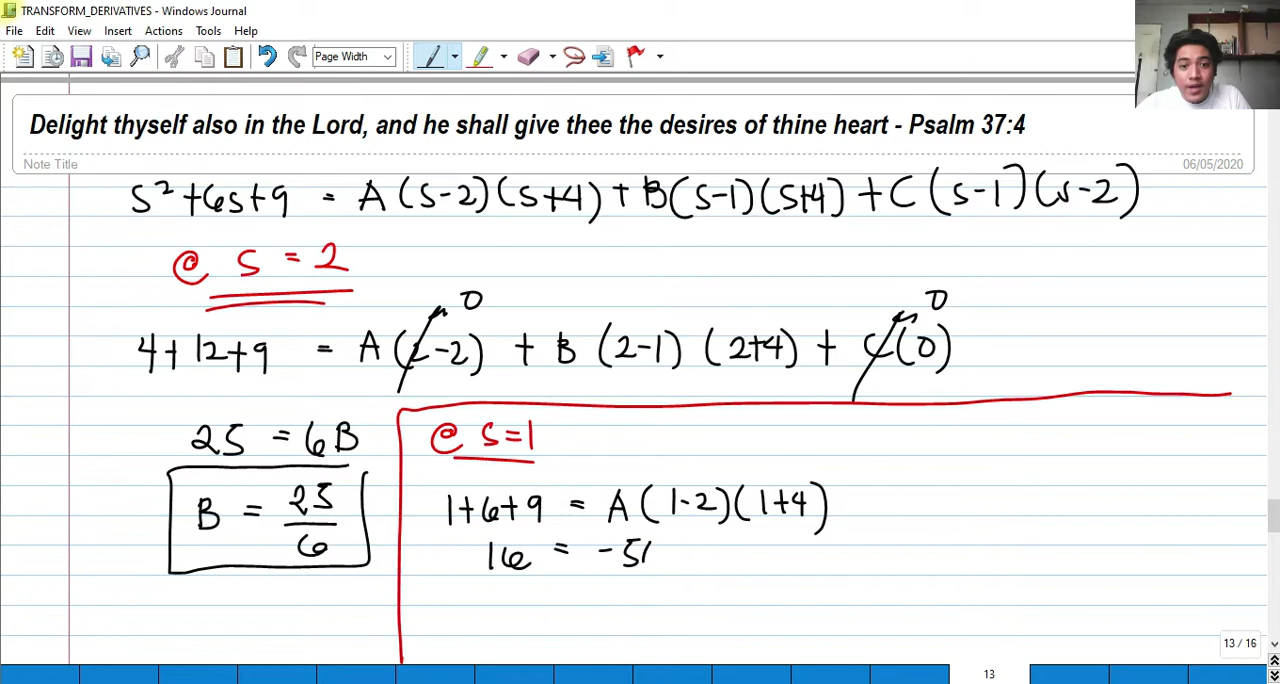 TRANSFORM_DERIVATIVES - Windows Journal
File Edit View Insert Actions Tools Help
Page Width
Delight thyself also in the Lord, and he shall give thee the desires of thine heart - Psalm 37:4
Note Title
06/05/2020
s²+6s+9 = A(s-2)(s+4)+B(s-1)(s+4)+C(s-1)(s-2)
@ s = 2
0 0
4+12+9 = A(2-2) + B(2-1)(2+4)+ C(0)
25 = 6B
@ s=1
B = 25/6
1+6+9 = A(1-2)(1+4)
16 = -5
13 / 16
13